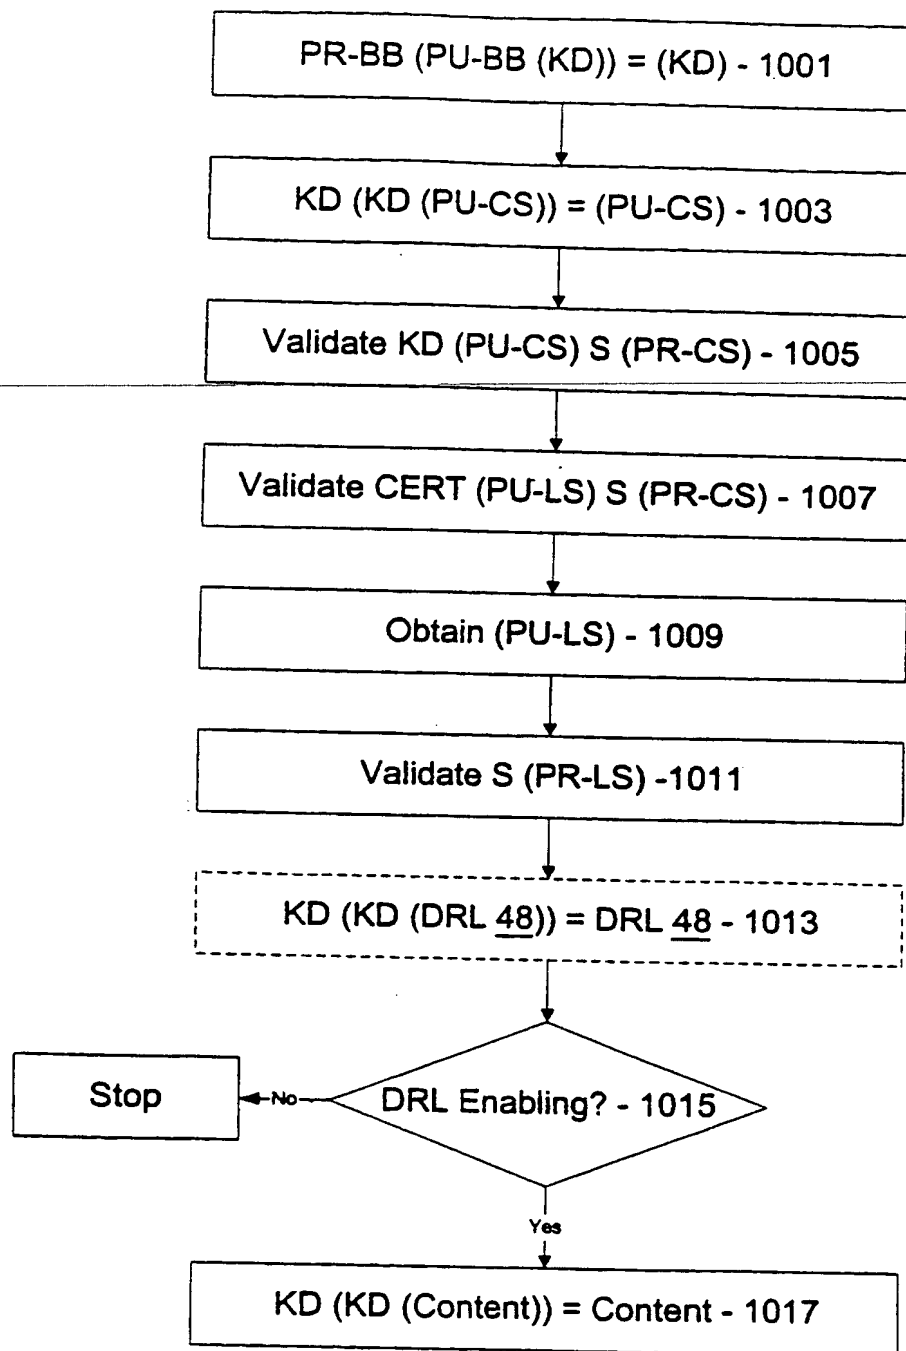 PR-BB (PU-BB (KD)) = (KD) - 1001
KD (KD (PU-CS)) = (PU-CS) - 1003
Validate KD (PU-CS) S (PR-CS) - 1005
Validate CERT (PU-LS) S (PR-CS) - 1007
Obtain (PU-LS) - 1009
Validate S (PR-LS) -1011
KD (KD (DRL 48)) = DRL 48 - 1013
DRL Enabling? - 1015
No
Stop
Yes
KD (KD (Content)) = Content - 1017